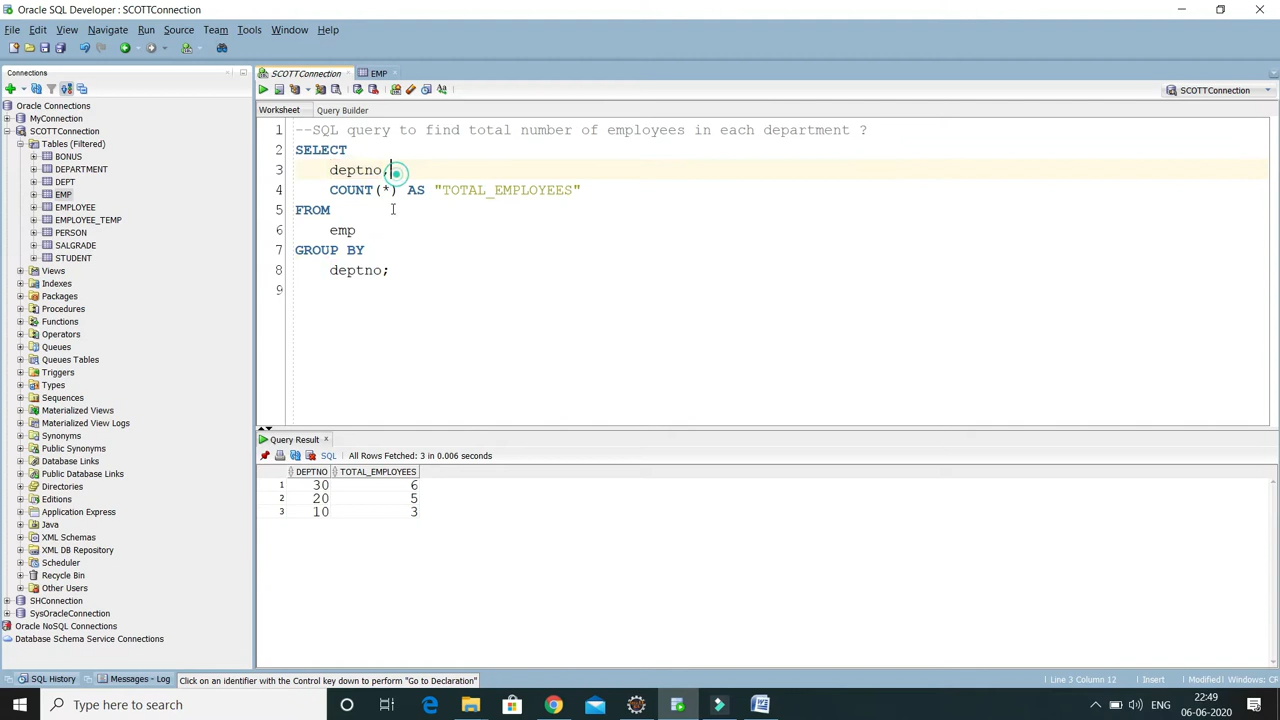 Oracle SQL Developer : SCOTTConnection
File Edit View Navigate Run Source Team Tools Window Help
Connections
SCOTTConnection EMP
SCOTTConnection
Worksheet Query Builder
Oracle Connections
MyConnection
SCOTTConnection
Tables (Filtered)
BONUS
DEPARTMENT
DEPT
EMP
EMPLOYEE
EMPLOYEE_TEMP
PERSON
SALGRADE
STUDENT
Views
Indexes
Packages
Procedures
Functions
Operators
Queues
Queues Tables
Triggers
Types
Sequences
Materialized Views
Materialized View Logs
Synonyms
Public Synonyms
Database Links
Public Database Links
Directories
Editions
Application Express
Java
XML Schemas
XML DB Repository
Scheduler
Recycle Bin
Other Users
SHConnection
SysOracleConnection
Oracle NoSQL Connections
Database Schema Service Connections
1 --SQL query to find total number of employees in each department ?
2 SELECT
3 deptno,
4 COUNT(*) AS "TOTAL_EMPLOYEES"
5 FROM
6 emp
7 GROUP BY
8 deptno;
9
Query Result
SQL All Rows Fetched: 3 in 0.006 seconds
DEPTNO TOTAL_EMPLOYEES
1 30 6
2 20 5
3 10 3
SQL History Messages - Log Click on an identifier with the Control key down to perform "Go to Declaration"
Line 3 Column 12 Insert Modified Windows: CF
Type here to search
ENG
22:49
06-06-2020